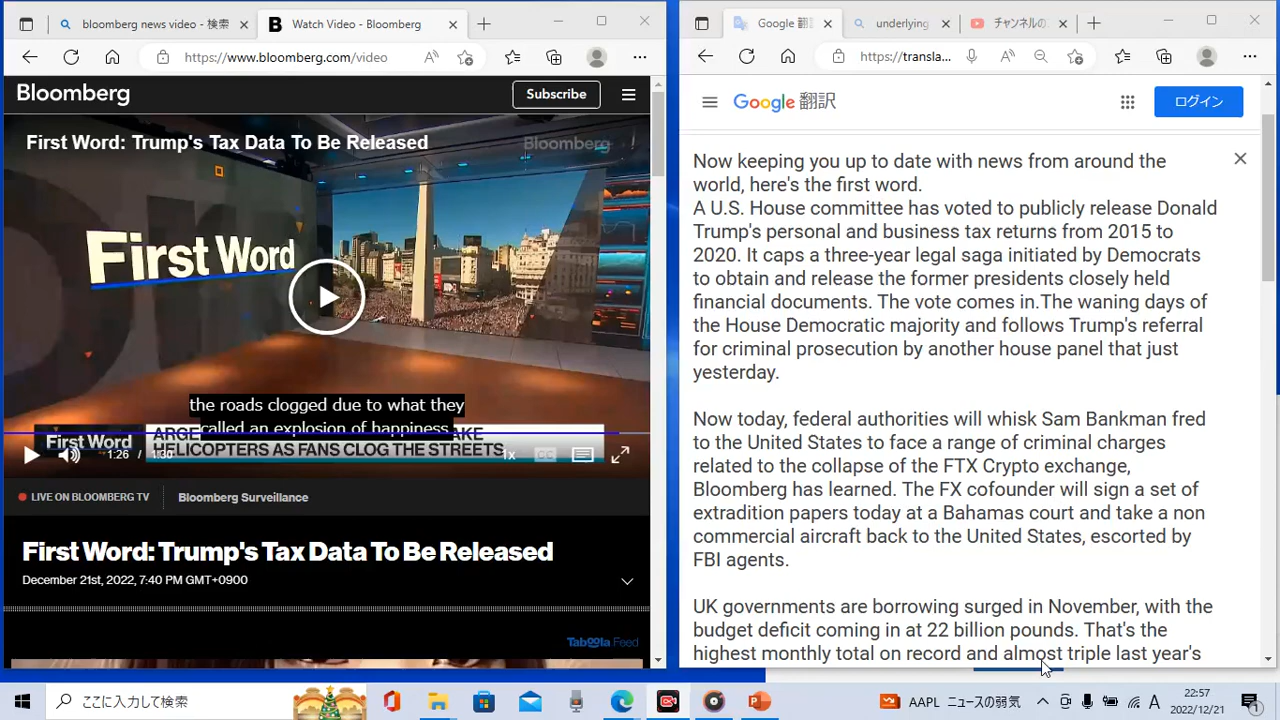 bloomberg news video - 検索
Watch Video - Bloomberg
https://www.bloomberg.com/video
Bloomberg
Subscribe
First Word: Trump's Tax Data To Be Released
Bloomberg
First Word
the roads clogged due to what they
called an explosion of happiness
First Word
HELICOPTERS AS FANS CLOG THE STREETS
1:26 / 1:30
1x
CC
LIVE ON BLOOMBERG TV
Bloomberg Surveillance
First Word: Trump's Tax Data To Be Released
December 21st, 2022, 7:40 PM GMT+0900
Taboola Feed
Google 翻
underlying
チャンネルの
https://transla...
Google 翻訳
ログイン
Now keeping you up to date with news from around the
world, here's the first word.
A U.S. House committee has voted to publicly release Donald
Trump's personal and business tax returns from 2015 to
2020. It caps a three-year legal saga initiated by Democrats
to obtain and release the former presidents closely held
financial documents. The vote comes in.The waning days of
the House Democratic majority and follows Trump's referral
for criminal prosecution by another house panel that just
yesterday.
Now today, federal authorities will whisk Sam Bankman fred
to the United States to face a range of criminal charges
related to the collapse of the FTX Crypto exchange,
Bloomberg has learned. The FX cofounder will sign a set of
extradition papers today at a Bahamas court and take a non
commercial aircraft back to the United States, escorted by
FBI agents.
UK governments are borrowing surged in November, with the
budget deficit coming in at 22 billion pounds. That's the
highest monthly total on record and almost triple last year's
ここに入力して検索
AAPL ニュースの弱気
A
22:57
2022/12/21
1